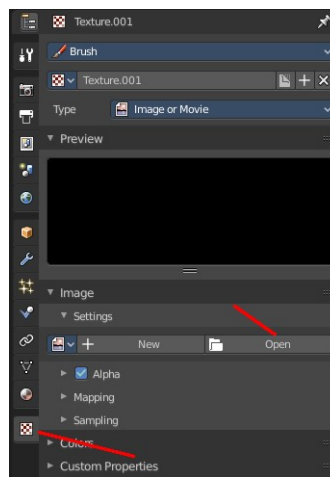 Texture.001
Brush
Texture.001
Type Image or Movie
Preview
Image
Settings
New Open
Alpha
Mapping
Sampling
Colors
Custom Properties